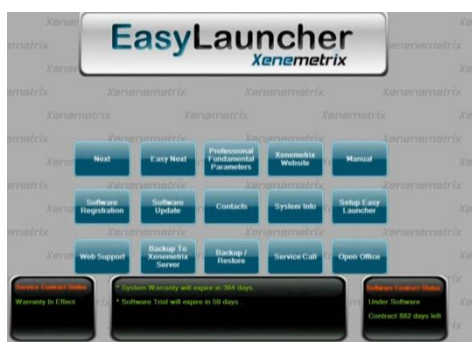 EasyLauncher
Xenemetrix
Next
Easy Next
Professional
Fundamental
Parameters
Xenemetrix
Website
Manual
Software
Registration
Software
Update
Contacts
System Info
Setup Easy
Launcher
Web Support
Backup To
Xenemetrix
Server
Backup /
Restore
Service Call
Open Office
Service Contract Status
Warranty In Effect
* System Warranty will expire in 364 days
* Software Trial will expire in 59 days
Software Contract Status
Under Software
Contract 882 days left